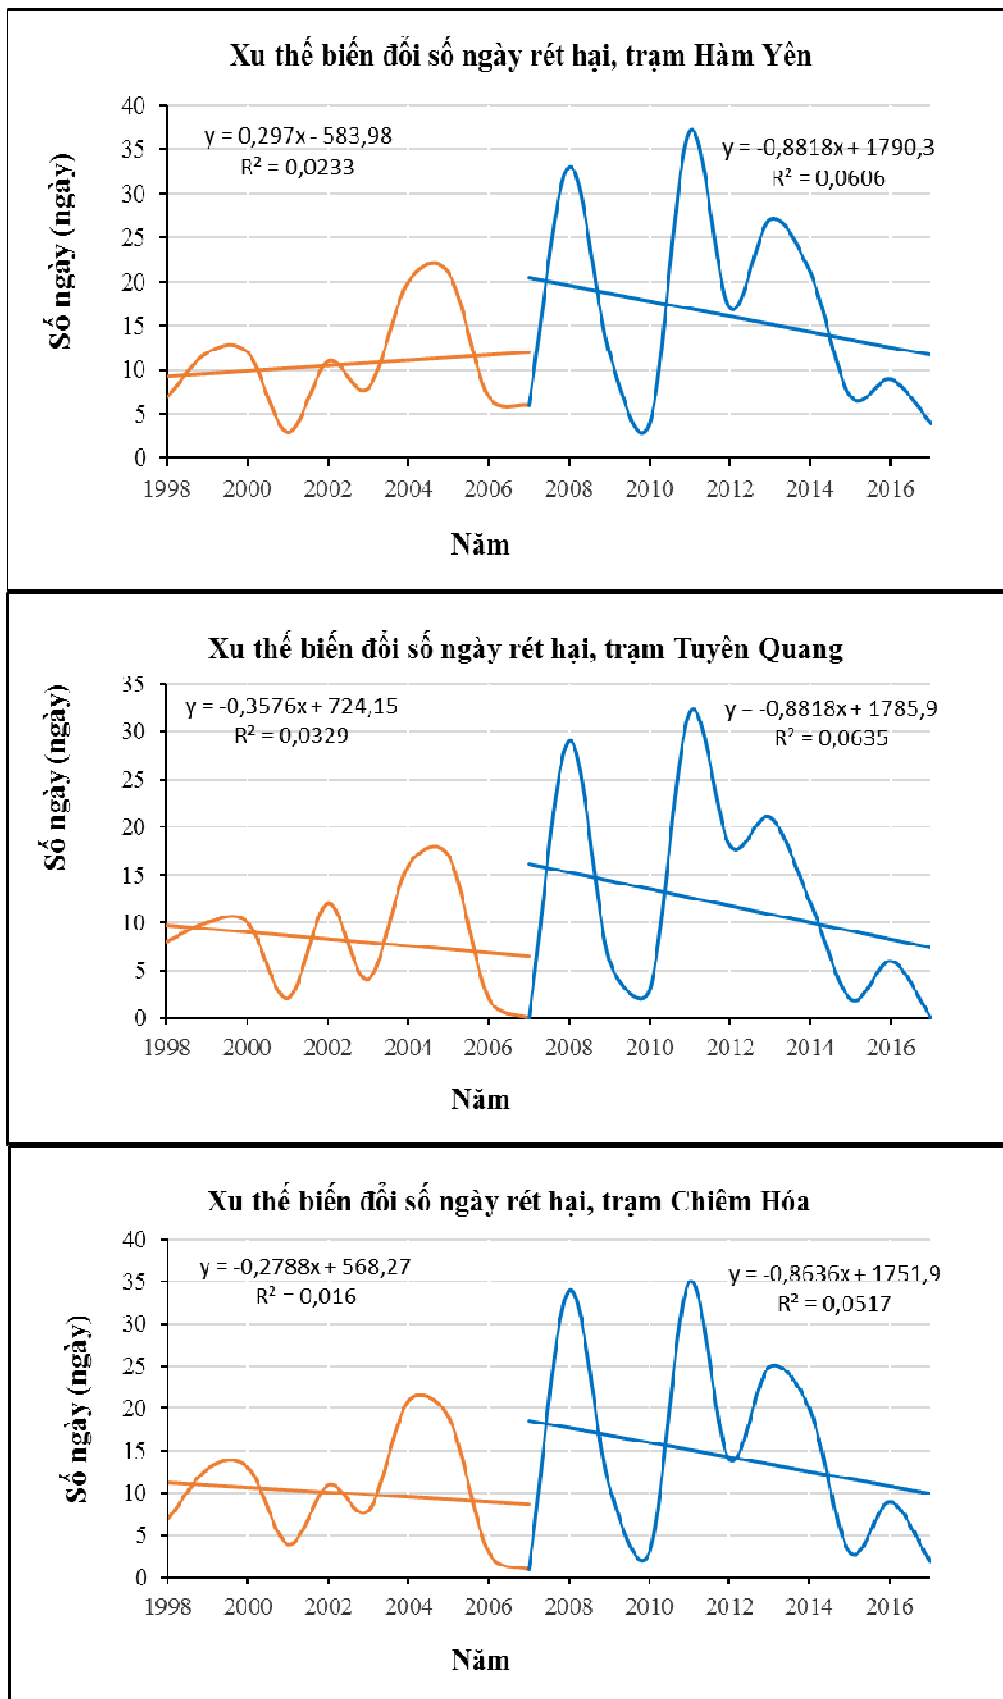 Xu thế biến đổi số ngày rét hại, trạm Hàm Yên
Số ngày (ngày)
40
35
30
25
20
15
10
5
0
y = 0,297x - 583,98
R² = 0,0233
y = -0,8818x + 1790,3
R² = 0,0606
1998 2000 2002 2004 2006 2008 2010 2012 2014 2016
Năm
Xu thế biến đổi số ngày rét hại, trạm Tuyên Quang
Số ngày (ngày)
35
30
25
20
15
10
5
0
y = -0,3576x + 724,15
R² = 0,0329
y = -0,8818x + 1785,9
R² = 0,0635
1998 2000 2002 2004 2006 2008 2010 2012 2014 2016
Năm
Xu thế biến đổi số ngày rét hại, trạm Chiêm Hóa
Số ngày (ngày)
40
35
30
25
20
15
10
5
0
y = -0,2788x + 568,27
R² = 0,016
y = -0,8636x + 1751,9
R² = 0,0517
1998 2000 2002 2004 2006 2008 2010 2012 2014 2016
Năm